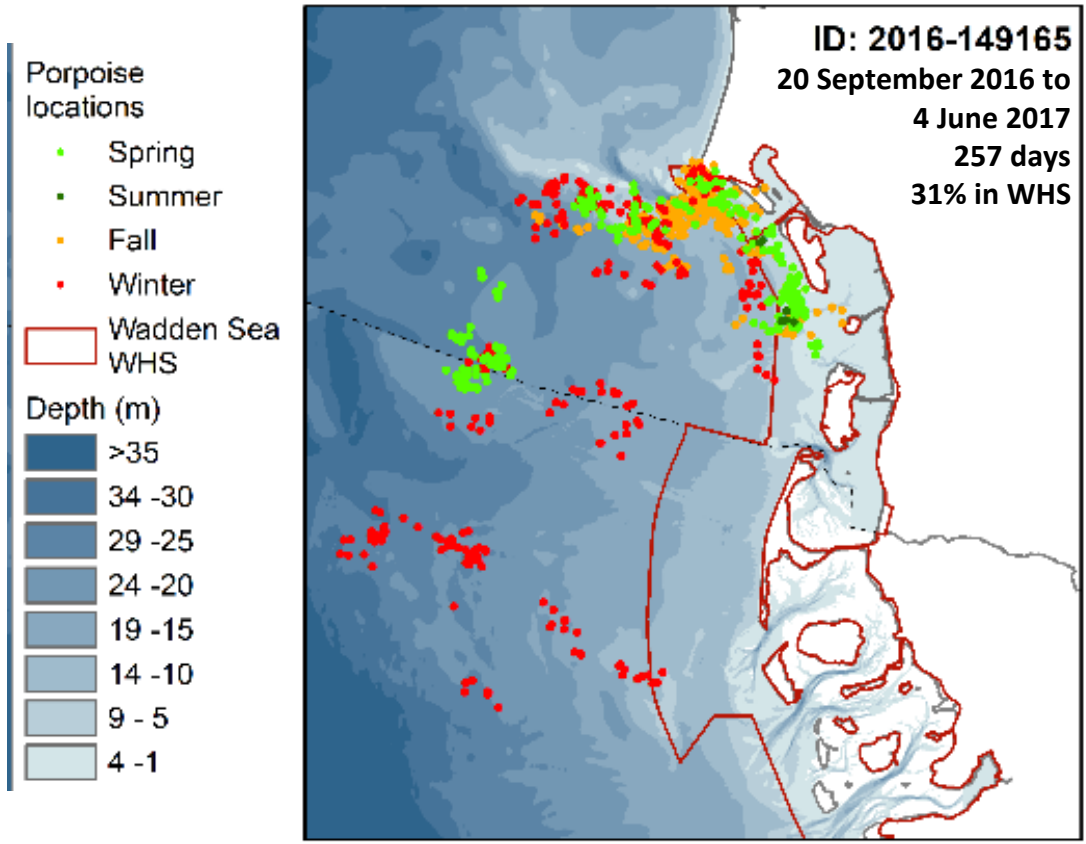 Porpoise
locations
Spring
Summer
Fall
Winter
Wadden Sea
WHS
Depth (m)
>35
34 -30
29 -25
24 -20
19 -15
14 -10
9 - 5
4 -1
ID: 2016-149165
20 September 2016 to
4 June 2017
257 days
31% in WHS